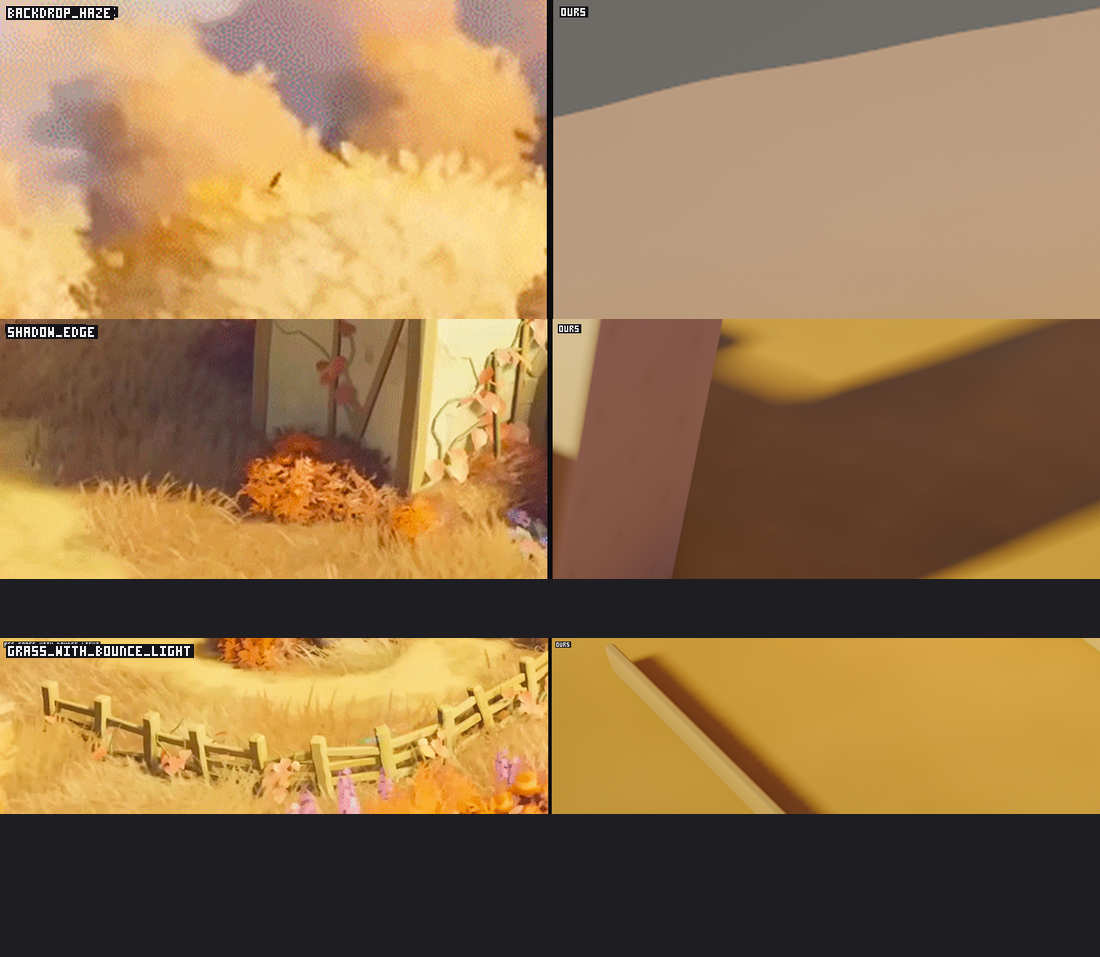 BACKDROP_HAZE
OURS
SHADOW_EDGE
OURS
GRASS_WITH_BOUNCE_LIGHT
OURS